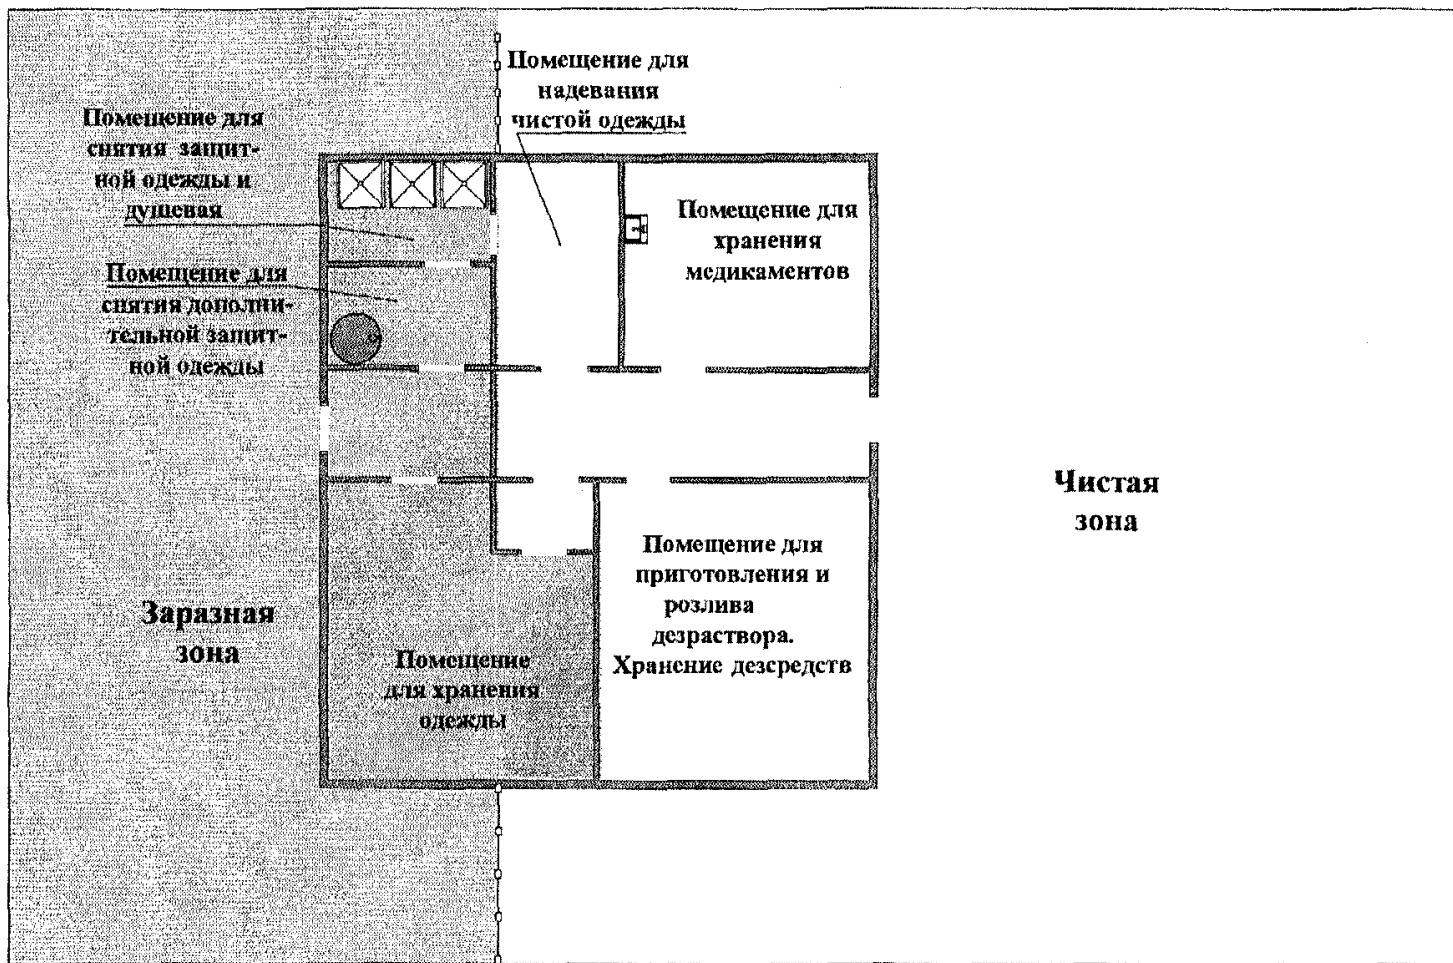 Помещение для
надевания
чистой одежды
Помещение для
снятия защит-
ной одежды и
душевая
Помещение для
снятия дополни-
тельной защит-
ной одежды
Помещение для
хранения
медикаментов
Чистая
зона
Заразная
зона
Помещение для
приготовления и
розлива
дезраствора.
Хранение дезсредств
Помещение
для хранения
одежды